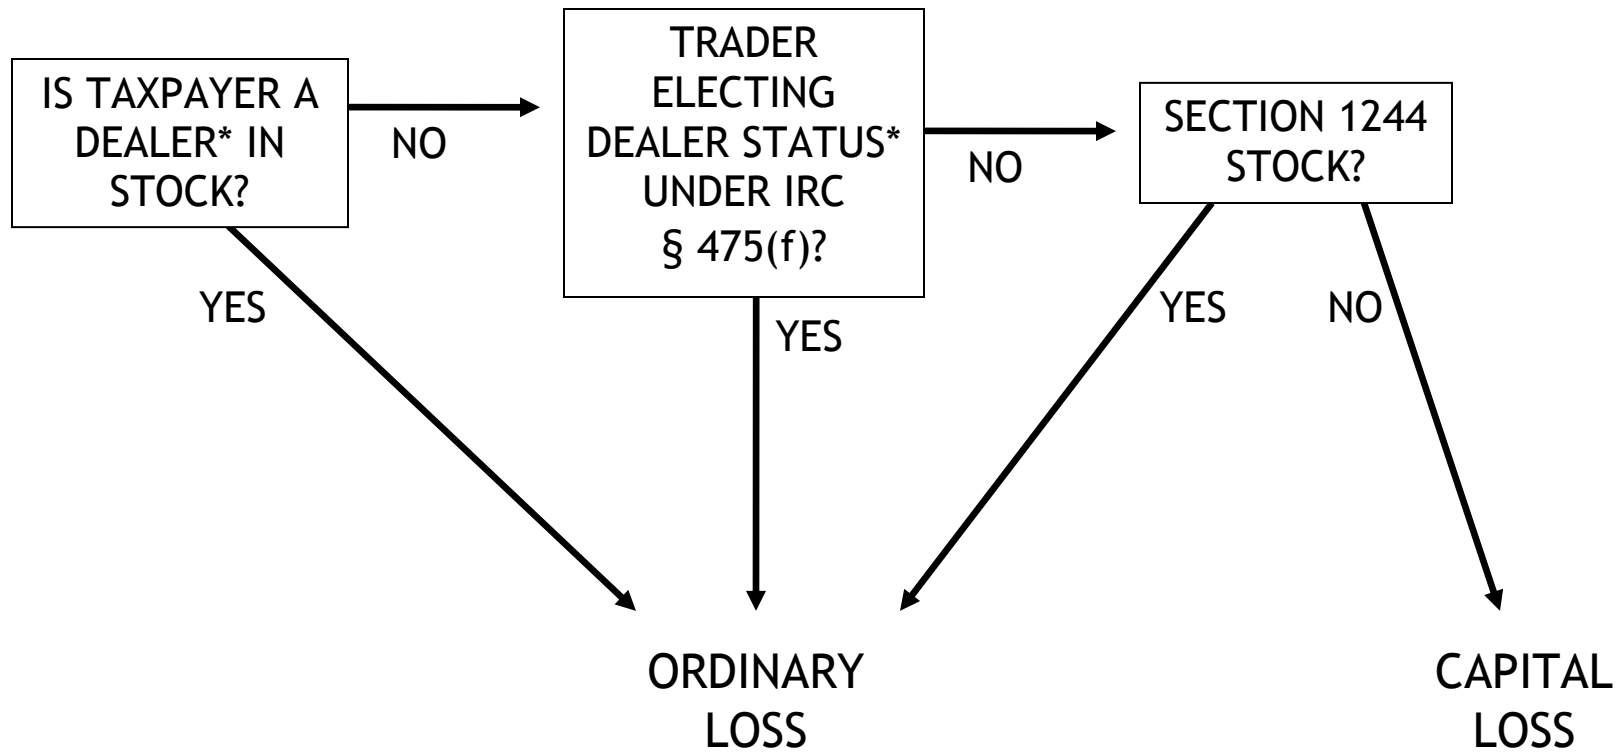 IS TAXPAYER A
DEALER* IN
STOCK?
NO
TRADER
ELECTING
DEALER STATUS*
UNDER IRC
§ 475(f)?
NO
SECTION 1244
STOCK?
YES
YES
YES
NO
ORDINARY
LOSS
CAPITAL
LOSS